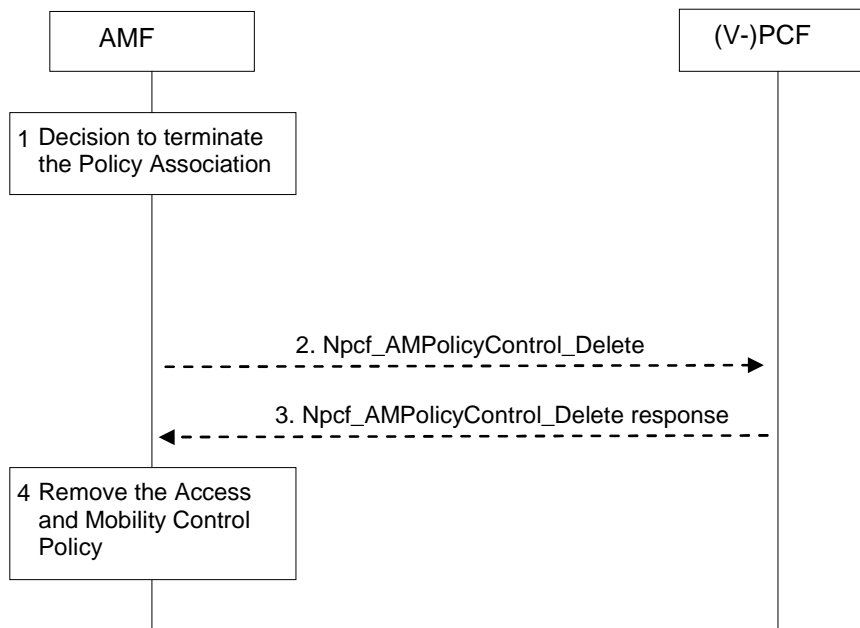 AMF
(V-)PCF
1 Decision to terminate
the Policy Association
2. Npcf_AMPolicyControl_Delete
3. Npcf_AMPolicyControl_Delete response
4 Remove the Access
and Mobility Control
Policy